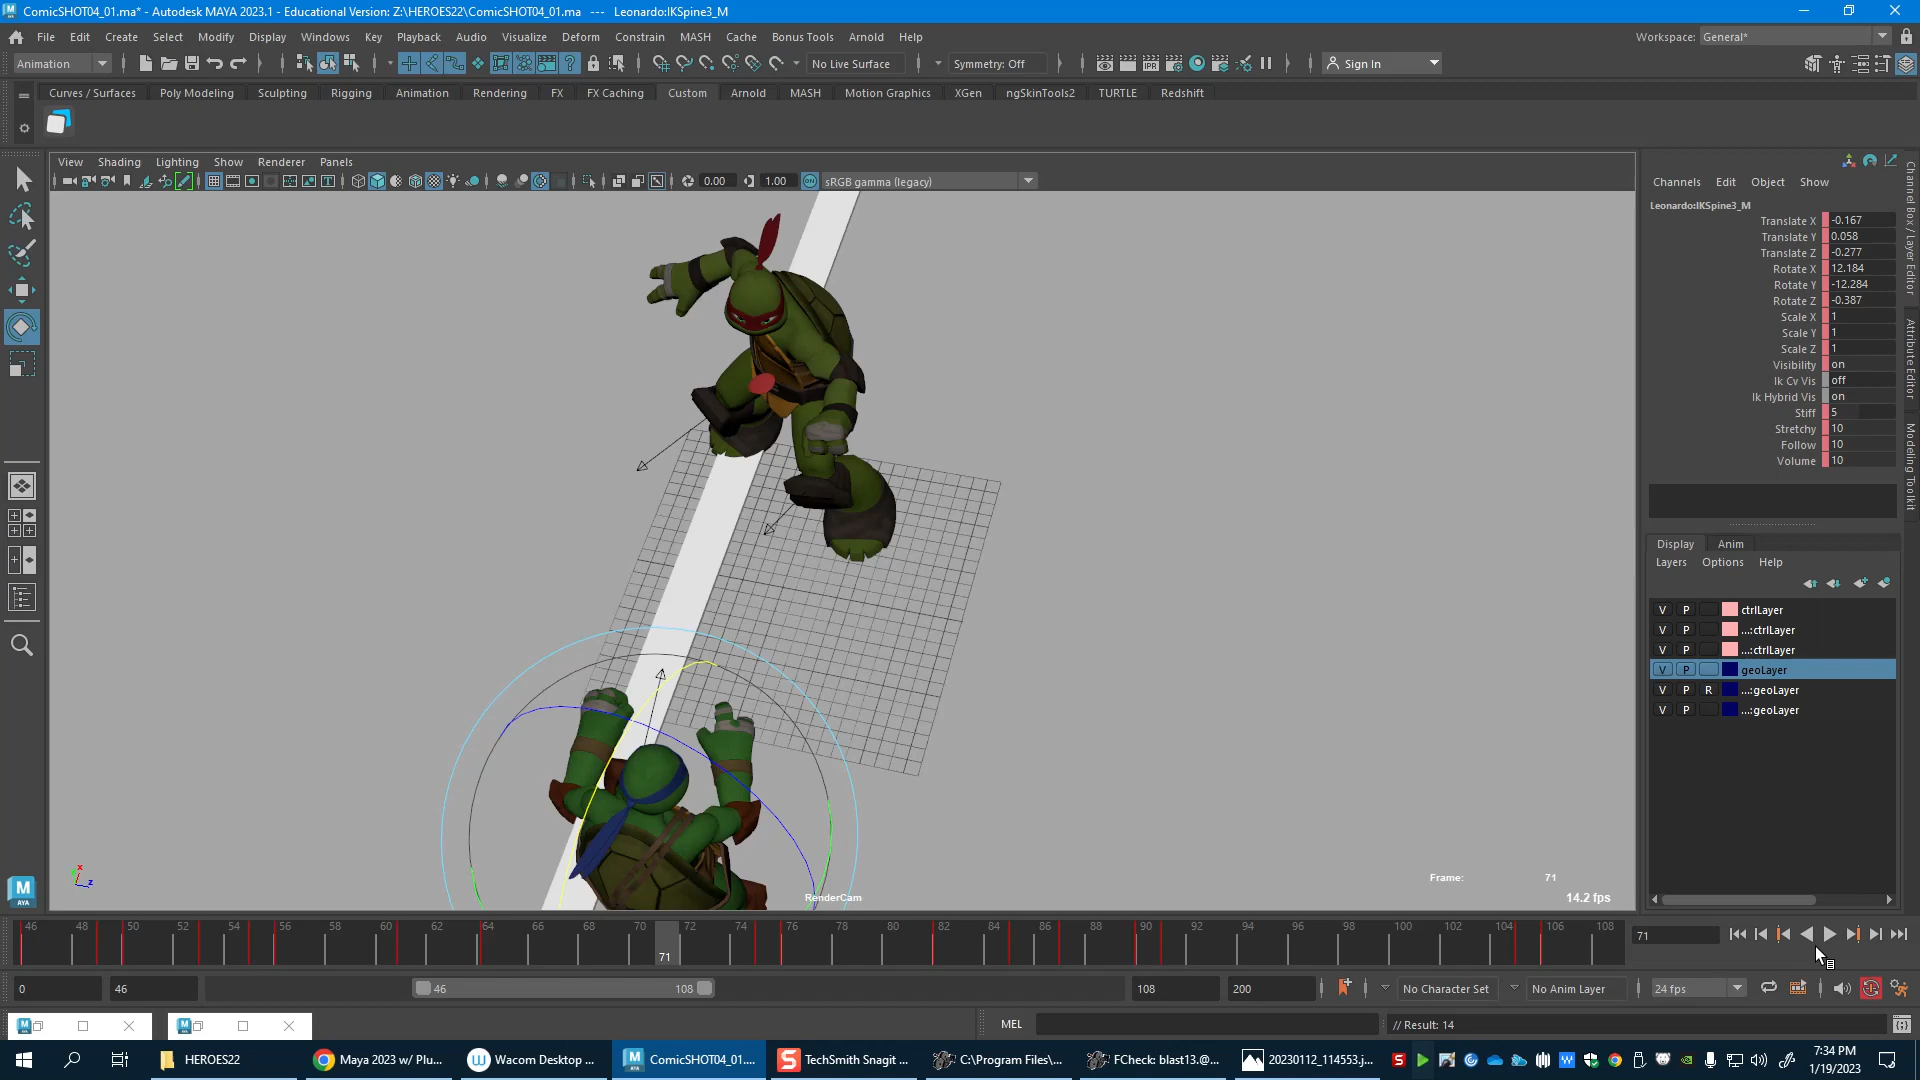 ComicSHOT04_01.ma* - Autodesk MAYA 2023.1 - Educational Version: Z:\HEROES22\ComicSHOT04_01.ma   ---   Leonardo:IKSpine3_M
File Edit Create Select Modify Display Windows Key Playback Audio Visualize Deform Constrain MASH Cache Bonus Tools Arnold Help
Workspace: General*
Animation
No Live Surface
Symmetry: Off
Sign In
Curves / Surfaces Poly Modeling Sculpting Rigging Animation Rendering FX FX Caching Custom Arnold MASH Motion Graphics XGen ngSkinTools2 TURTLE Redshift
View Shading Lighting Show Renderer Panels
0.00 1.00 ON sRGB gamma (legacy)
Channels Edit Object Show
Leonardo:IKSpine3_M
Translate X -0.167
Translate Y 0.058
Translate Z -0.277
Rotate X 12.184
Rotate Y -12.284
Rotate Z -0.387
Scale X 1
Scale Y 1
Scale Z 1
Visibility on
Ik Cv Vis off
Ik Hybrid Vis on
Stiff 5
Stretchy 10
Follow 10
Volume 10
Channel Box / Layer Editor
Attribute Editor
Modeling Toolkit
Display Anim
Layers Options Help
V P ctrlLayer
V P ...:ctrlLayer
V P ...:ctrlLayer
V P geoLayer
V P R ...:geoLayer
V P ...:geoLayer
x
z
RenderCam
Frame: 71
14.2 fps
M
AYA
46 48 50 52 54 56 58 60 62 64 66 68 70 72 74 76 78 80 82 84 86 88 90 92 94 96 98 100 102 104 106 108
71
71
0 46 46 108 108 200
No Character Set
No Anim Layer
24 fps
MEL
// Result: 14
HEROES22
Maya 2023 w/ Plu...
Wacom Desktop ...
ComicSHOT04_01....
TechSmith Snagit ...
C:\Program Files\...
FCheck: blast13.@...
20230112_114553.j...
7:34 PM
1/19/2023